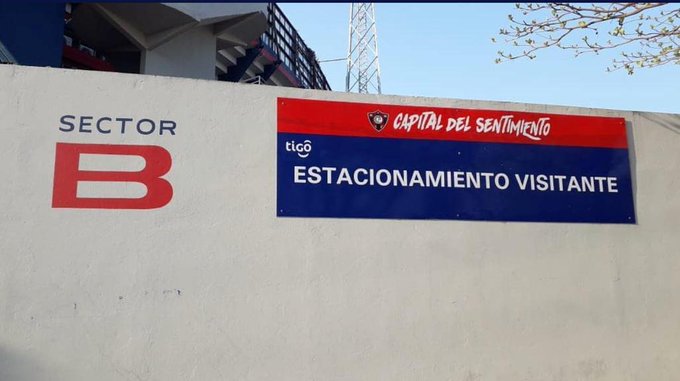 SECTOR
B
CAPITAL DEL SENTIMIENTO
tigo
ESTACIONAMIENTO VISITANTE